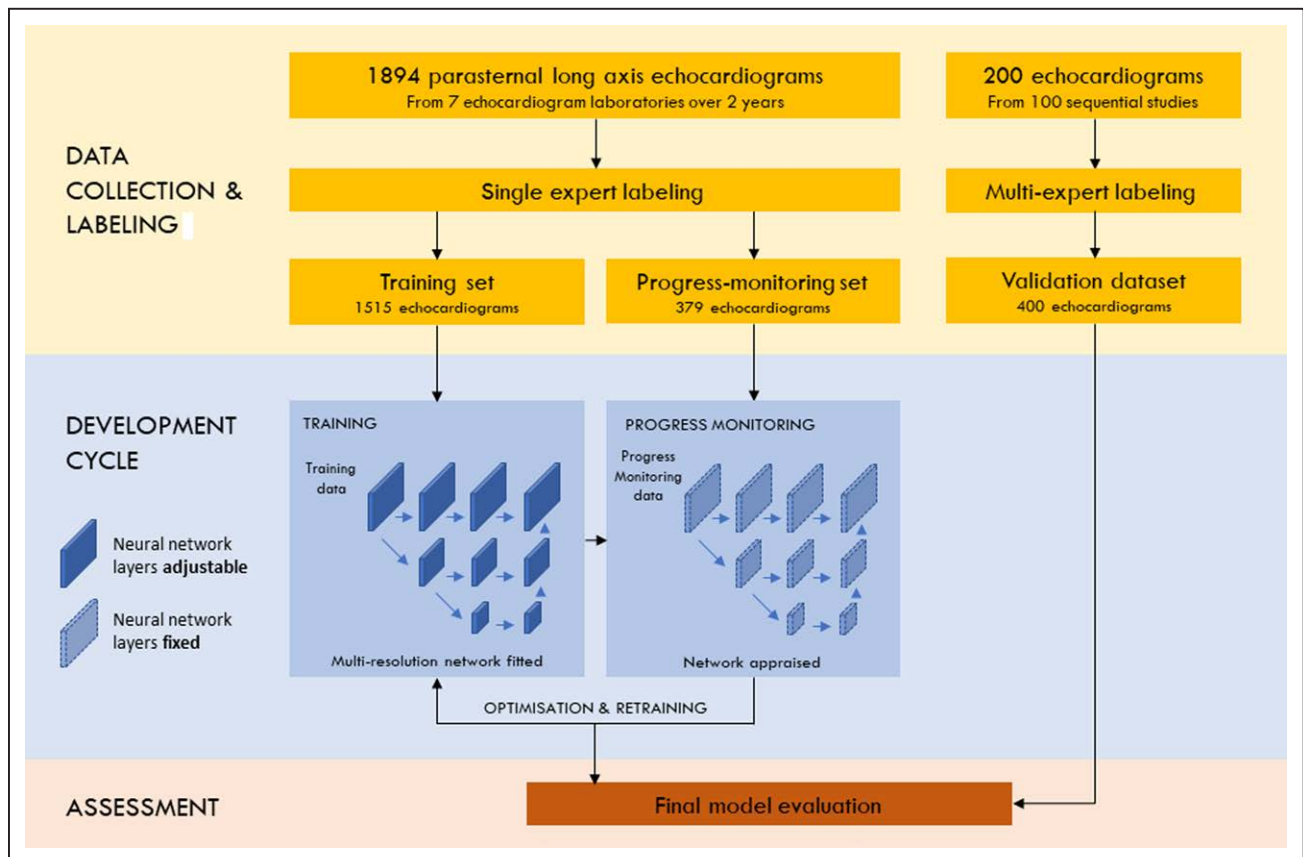 1894 parasternal long axis echocardiograms
From 7 echocardiogram laboratories over 2 years
200 echocardiograms
From 100 sequential studies
DATA
COLLECTION &
LABELING
Single expert labeling
Multi-expert labeling
Training set
1515 echocardiograms
Progress-monitoring set
379 echocardiograms
Validation dataset
400 echocardiograms
DEVELOPMENT
CYCLE
Neural network
layers adjustable
Neural network
layers fixed
TRAINING
Training
data
Multi-resolution network fitted
PROGRESS MONITORING
Progress
Monitoring
data
Network appraised
OPTIMISATION & RETRAINING
ASSESSMENT
Final model evaluation